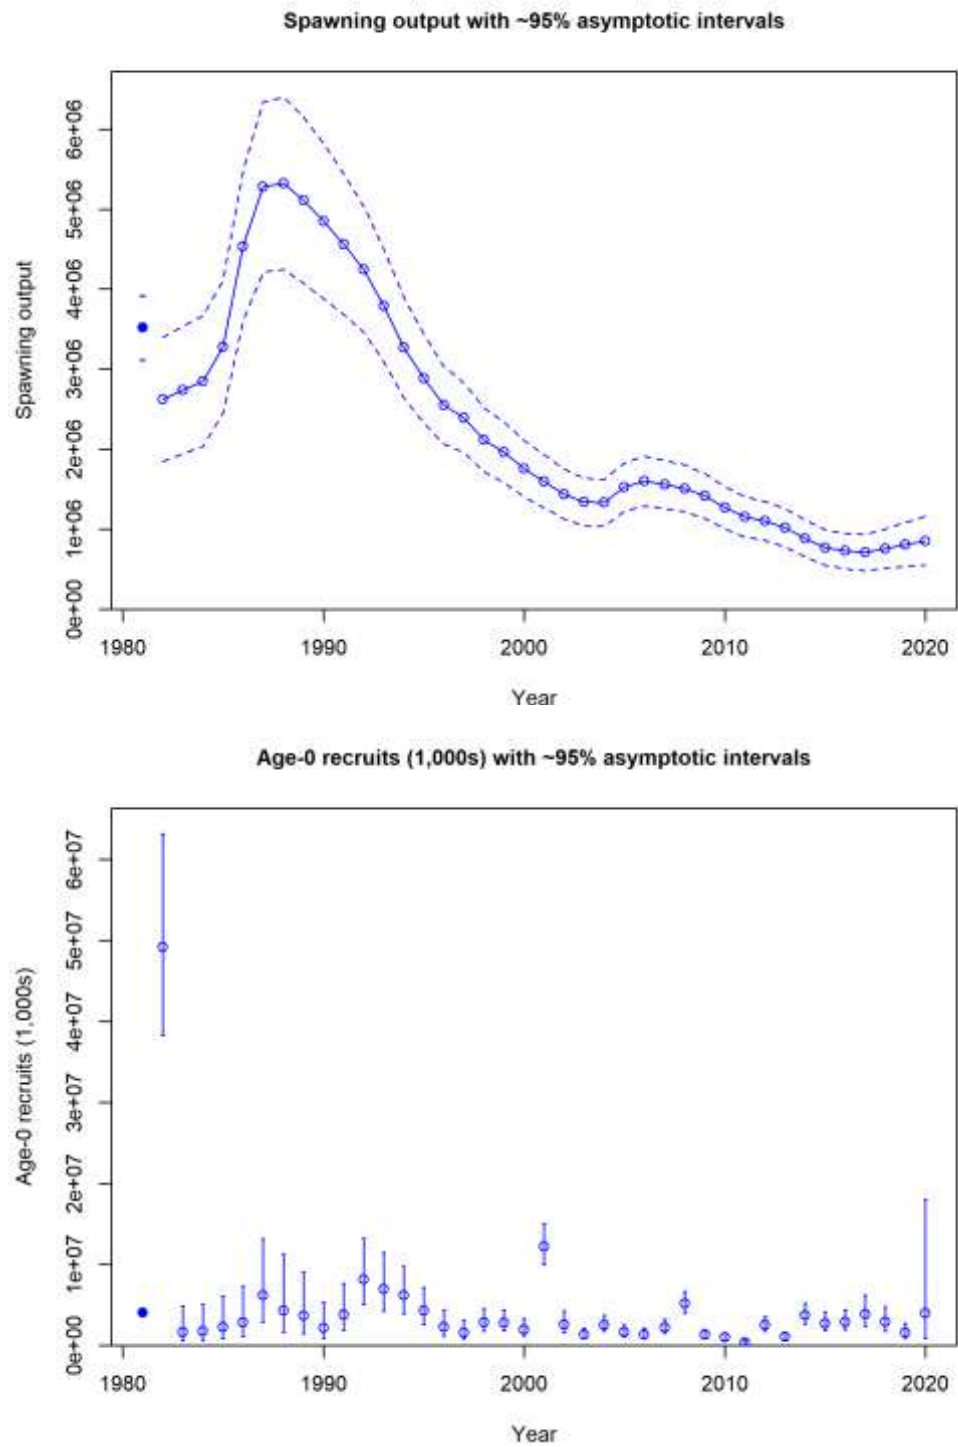 Spawning output with ~95% asymptotic intervals
Spawning output
6e+06
5e+06
4e+06
3e+06
2e+06
1e+06
0e+00
1980
1990
2000
2010
2020
Year
Age-0 recruits (1,000s) with ~95% asymptotic intervals
Age-0 recruits (1,000s)
6e+07
5e+07
4e+07
3e+07
2e+07
1e+07
0e+00
1980
1990
2000
2010
2020
Year